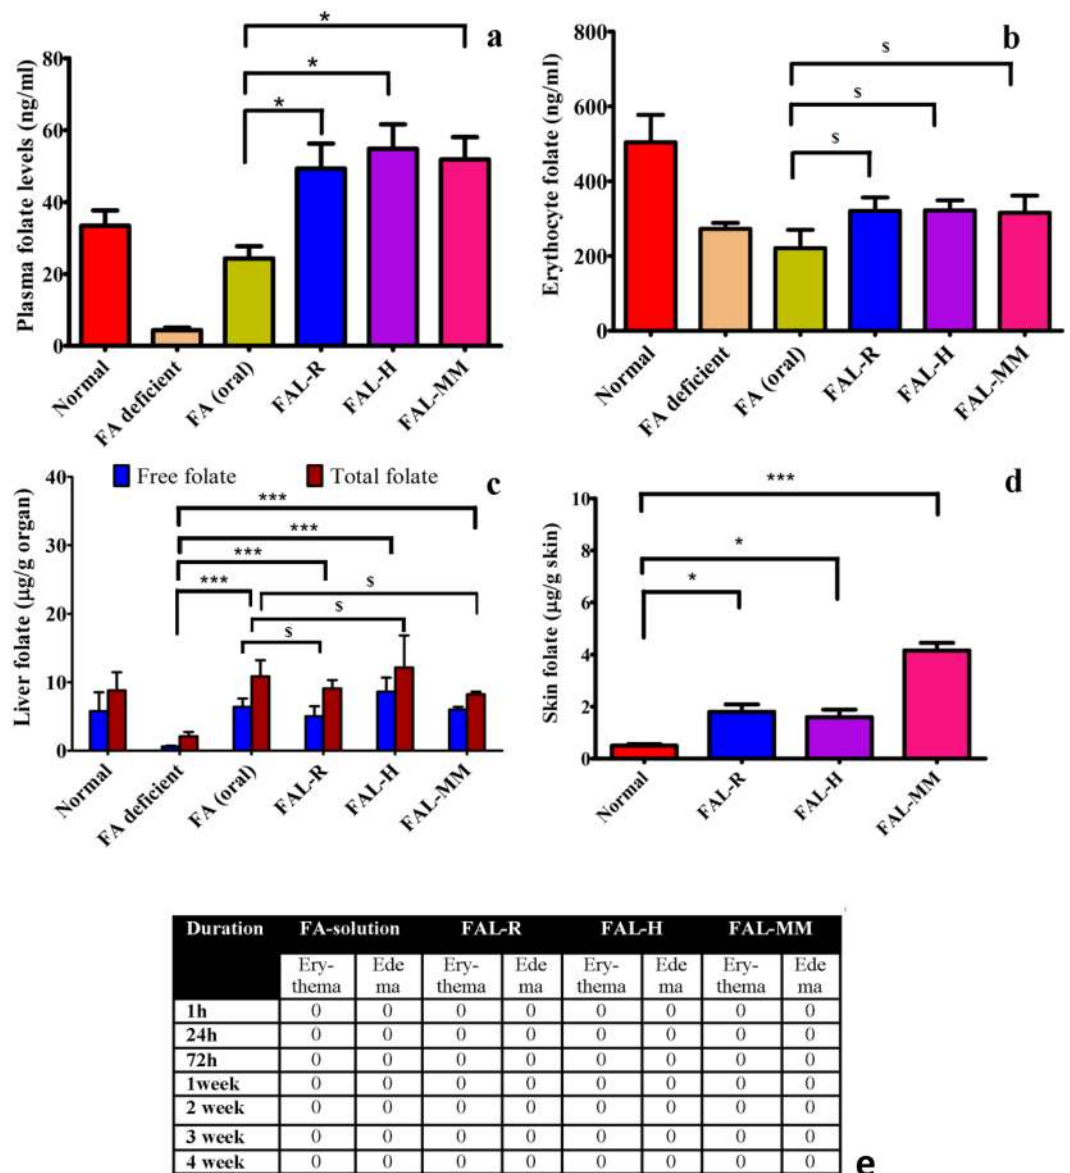 a
Plasma folate levels (ng/ml)
80
60
40
20
0
*
*
*
Normal
FA deficient
FA (oral)
FAL-R
FAL-H
FAL-MM
b
Erythocyte folate (ng/ml)
800
600
400
200
0
$
$
$
Normal
FA deficient
FA (oral)
FAL-R
FAL-H
FAL-MM
Free folate Total folate
c
Liver folate (µg/g organ)
40
30
20
10
0
***
***
***
***
$
$
$
Normal
FA deficient
FA (oral)
FAL-R
FAL-H
FAL-MM
d
Skin folate (µg/g skin)
10
8
6
4
2
0
***
*
*
Normal
FAL-R
FAL-H
FAL-MM
Duration FA-solution FAL-R FAL-H FAL-MM
Ery- Ede Ery- Ede Ery- Ede Ery- Ede
thema ma thema ma thema ma thema ma
1h 0 0 0 0 0 0 0 0
24h 0 0 0 0 0 0 0 0
72h 0 0 0 0 0 0 0 0
1week 0 0 0 0 0 0 0 0
2 week 0 0 0 0 0 0 0 0
3 week 0 0 0 0 0 0 0 0
4 week 0 0 0 0 0 0 0 0
e